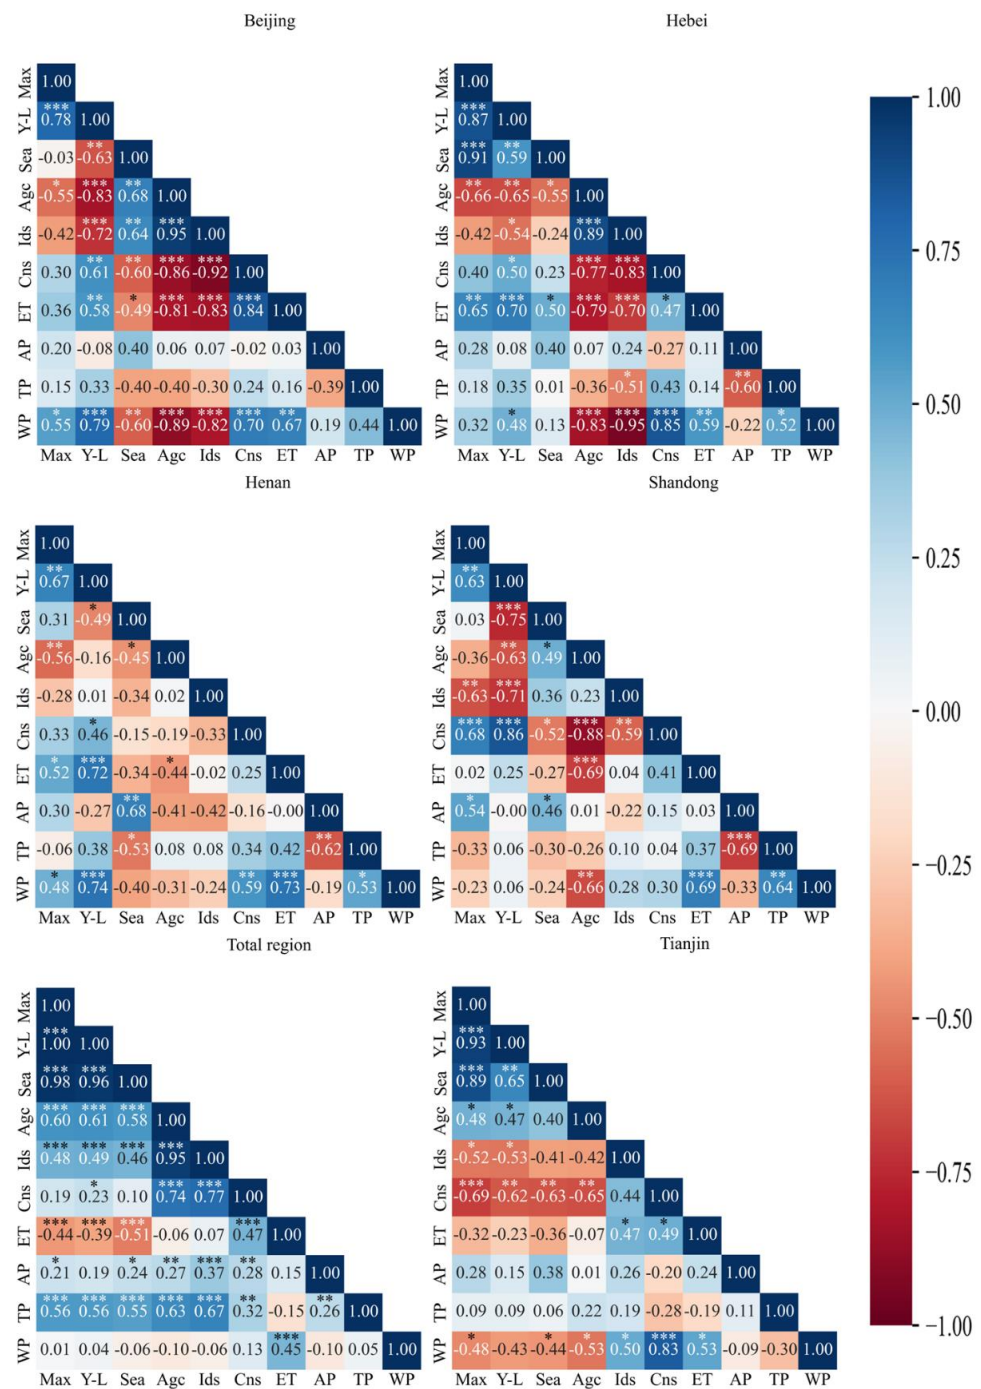 Beijing
Max 1.00
*** 
Y-L 0.78 1.00
**
Sea -0.03 -0.63 1.00
* *** **
Agc -0.55 -0.83 0.68 1.00
*** ** ***
Ids -0.42 -0.72 0.64 0.95 1.00
** ** *** ***
Cns 0.30 0.61 -0.60 -0.86 -0.92 1.00
** * *** *** ***
ET 0.36 0.58 -0.49 -0.81 -0.83 0.84 1.00
AP 0.20 -0.08 0.40 0.06 0.07 -0.02 0.03 1.00
TP 0.15 0.33 -0.40 -0.40 -0.30 0.24 0.16 -0.39 1.00
* *** ** *** *** *** **
WP 0.55 0.79 -0.60 -0.89 -0.82 0.70 0.67 0.19 0.44 1.00
Max Y-L Sea Agc Ids Cns ET AP TP WP
Hebei
Max 1.00
***
Y-L 0.87 1.00
*** **
Sea 0.91 0.59 1.00
** ** *
Agc -0.66 -0.65 -0.55 1.00
* ***
Ids -0.42 -0.54 -0.24 0.89 1.00
* *** ***
Cns 0.40 0.50 0.23 -0.77 -0.83 1.00
** *** * *** *** *
ET 0.65 0.70 0.50 -0.79 -0.70 0.47 1.00
AP 0.28 0.08 0.40 0.07 0.24 -0.27 0.11 1.00
* **
TP 0.18 0.35 0.01 -0.36 -0.51 0.43 0.14 -0.60 1.00
* *** *** *** ** *
WP 0.32 0.48 0.13 -0.83 -0.95 0.85 0.59 -0.22 0.52 1.00
Max Y-L Sea Agc Ids Cns ET AP TP WP
Henan
Max 1.00
**
Y-L 0.67 1.00
*
Sea 0.31 -0.49 1.00
** *
Agc -0.56 -0.16 -0.45 1.00
Ids -0.28 0.01 -0.34 0.02 1.00
*
Cns 0.33 0.46 -0.15 -0.19 -0.33 1.00
* *** *
ET 0.52 0.72 -0.34 -0.44 -0.02 0.25 1.00
**
AP 0.30 -0.27 0.68 -0.41 -0.42 -0.16 -0.00 1.00
* **
TP -0.06 0.38 -0.53 0.08 0.08 0.34 0.42 -0.62 1.00
* *** ** *** *
WP 0.48 0.74 -0.40 -0.31 -0.24 0.59 0.73 -0.19 0.53 1.00
Max Y-L Sea Agc Ids Cns ET AP TP WP
Shandong
Max 1.00
**
Y-L 0.63 1.00
***
Sea 0.03 -0.75 1.00
** *
Agc -0.36 -0.63 0.49 1.00
** ***
Ids -0.63 -0.71 0.36 0.23 1.00
*** *** * *** **
Cns 0.68 0.86 -0.52 -0.88 -0.59 1.00
***
ET 0.02 0.25 -0.27 -0.69 0.04 0.41 1.00
* *
AP 0.54 -0.00 0.46 0.01 -0.22 0.15 0.03 1.00
***
TP -0.33 0.06 -0.30 -0.26 0.10 0.04 0.37 -0.69 1.00
** *** **
WP -0.23 0.06 -0.24 -0.66 0.28 0.30 0.69 -0.33 0.64 1.00
Max Y-L Sea Agc Ids Cns ET AP TP WP
Total region
Max 1.00
***
Y-L 1.00 1.00
*** ***
Sea 0.98 0.96 1.00
*** *** ***
Agc 0.60 0.61 0.58 1.00
*** *** *** ***
Ids 0.48 0.49 0.46 0.95 1.00
* *** ***
Cns 0.19 0.23 0.10 0.74 0.77 1.00
*** *** *** ***
ET -0.44 -0.39 -0.51 -0.06 0.07 0.47 1.00
* * ** *** **
AP 0.21 0.19 0.24 0.27 0.37 0.28 0.15 1.00
*** *** *** *** *** ** **
TP 0.56 0.56 0.55 0.63 0.67 0.32 -0.15 0.26 1.00
***
WP 0.01 0.04 -0.06 -0.10 -0.06 0.13 0.45 -0.10 0.05 1.00
Max Y-L Sea Agc Ids Cns ET AP TP WP
Tianjin
Max 1.00
***
Y-L 0.93 1.00
*** **
Sea 0.89 0.65 1.00
* *
Agc 0.48 0.47 0.40 1.00
* *
Ids -0.52 -0.53 -0.41 -0.42 1.00
*** ** ** **
Cns -0.69 -0.62 -0.63 -0.65 0.44 1.00
* *
ET -0.32 -0.23 -0.36 -0.07 0.47 0.49 1.00
AP 0.28 0.15 0.38 0.01 0.26 -0.20 0.24 1.00
TP 0.09 0.09 0.06 0.22 0.19 -0.28 -0.19 0.11 1.00
* * * * *** *
WP -0.48 -0.43 -0.44 -0.53 0.50 0.83 0.53 -0.09 -0.30 1.00
Max Y-L Sea Agc Ids Cns ET AP TP WP
1.00
0.75
0.50
0.25
0.00
−0.25
−0.50
−0.75
−1.00